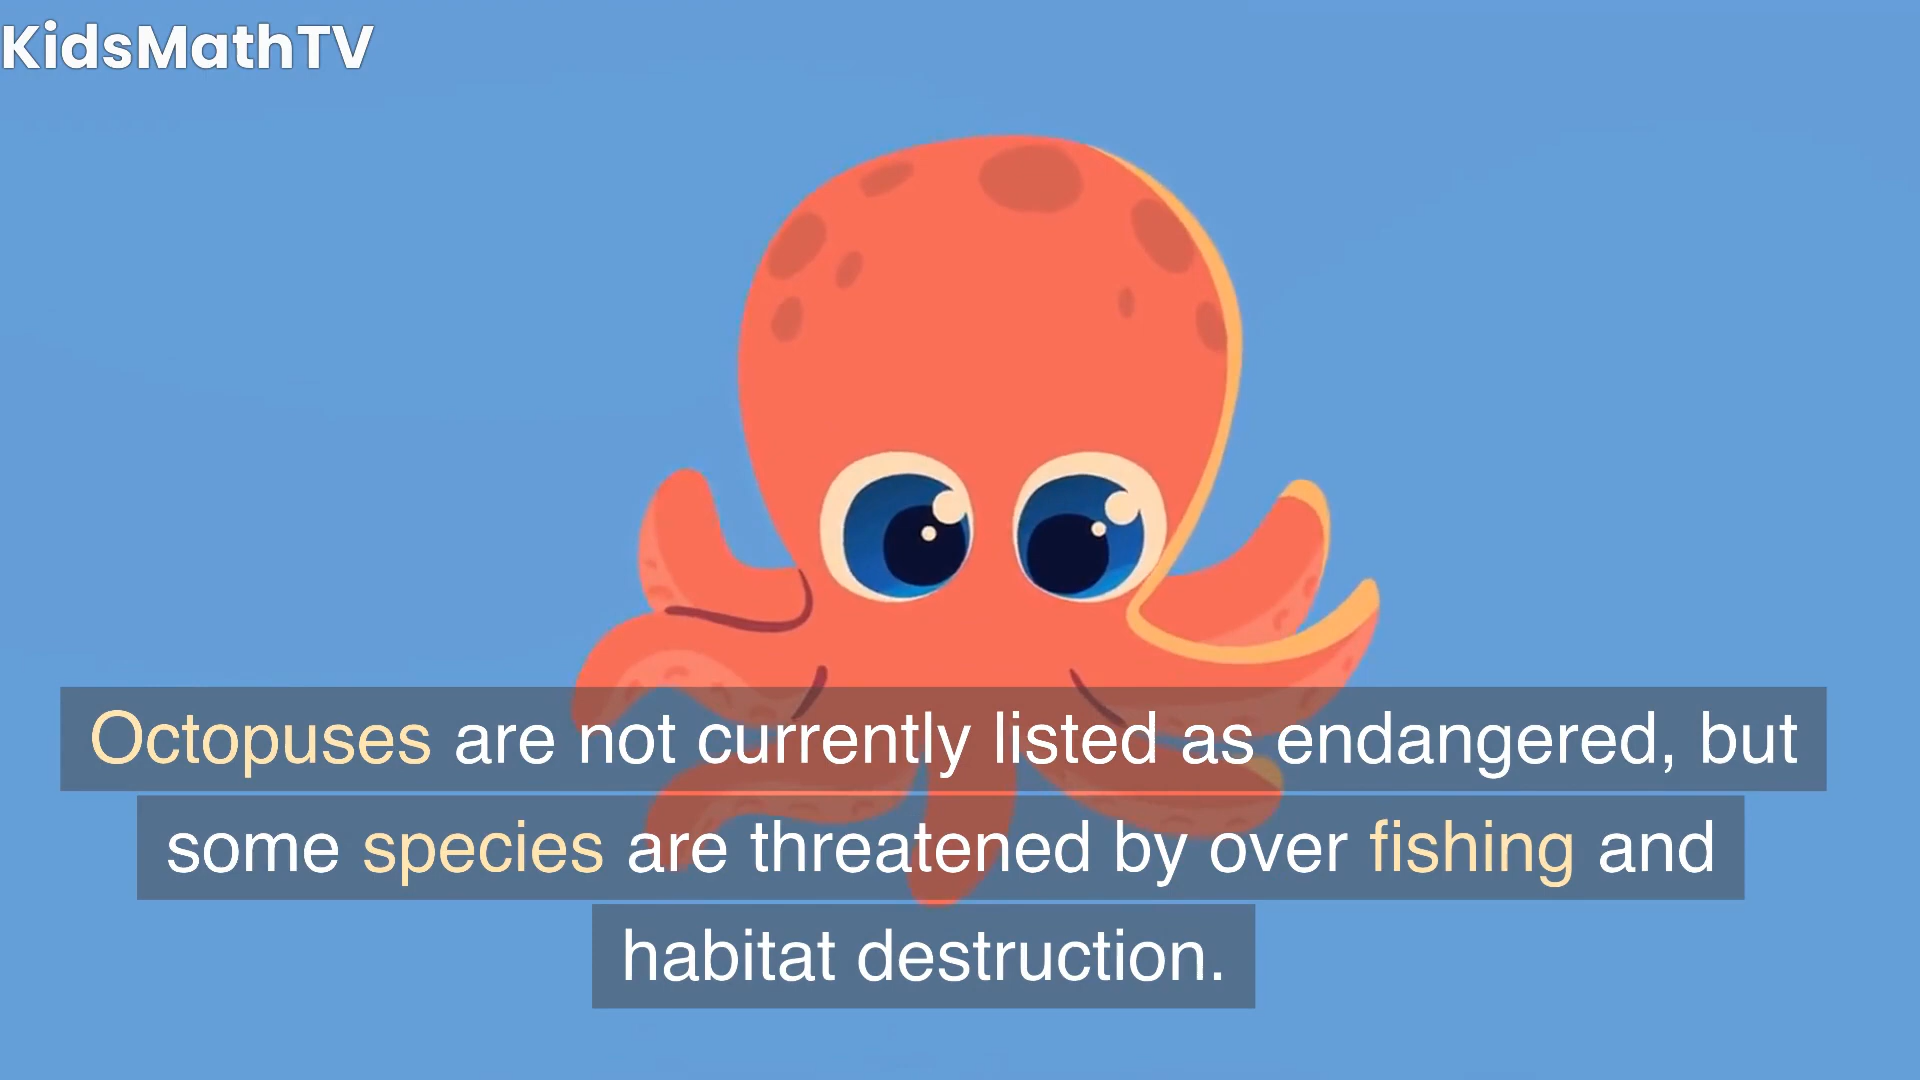 KidsMathTV
Octopuses are not currently listed as endangered, but
some species are threatened by over fishing and
habitat destruction.